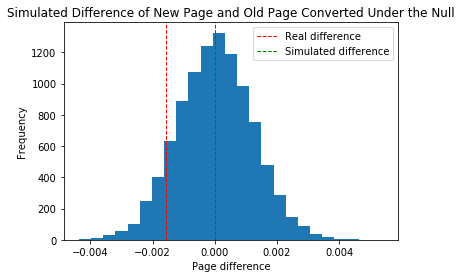 Simulated Difference of New Page and Old Page Converted Under the Null
Real difference
Simulated difference
Frequency
1200
1000
800
600
400
200
0
−0.004
−0.002
0.000
0.002
0.004
Page difference